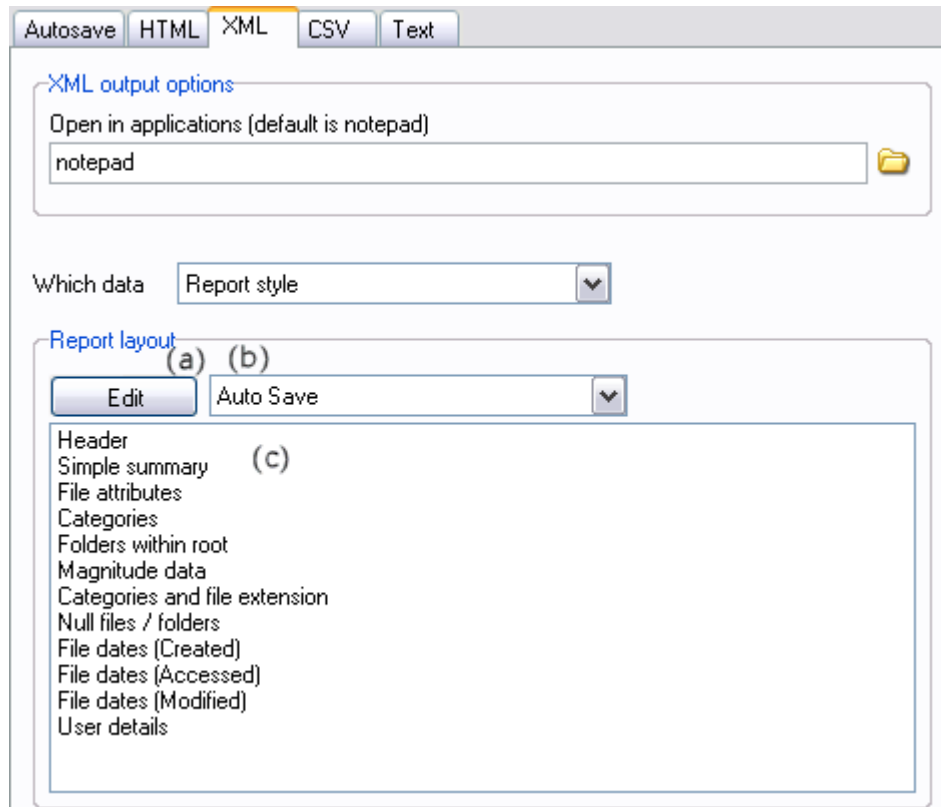 Autosave HTML XML CSV Text
XML output options
Open in applications (default is notepad)
notepad
Which data Report style
Report layout
(a) (b)
Edit Auto Save
Header
(c)
Simple summary
File attributes
Categories
Folders within root
Magnitude data
Categories and file extension
Null files / folders
File dates (Created)
File dates (Accessed)
File dates (Modified)
User details